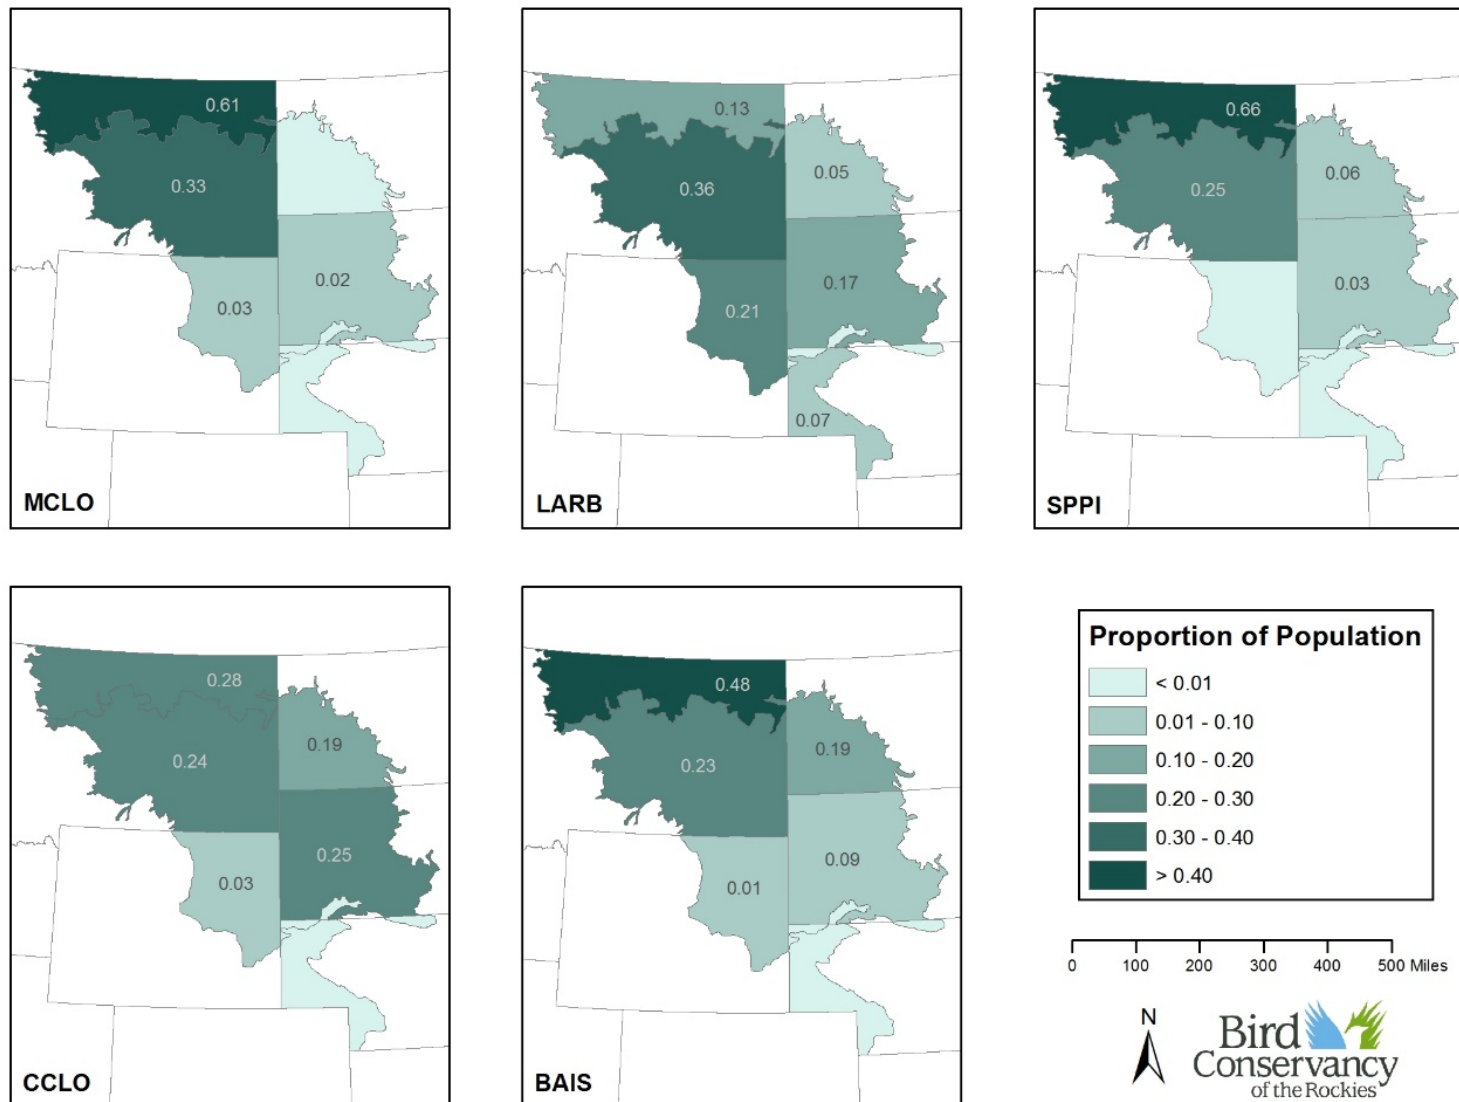 0.61
0.33
0.03
0.02
MCLO
0.13
0.36
0.05
0.21
0.17
0.07
LARB
0.66
0.25
0.06
0.03
SPPI
0.28
0.24
0.19
0.03
0.25
CCLO
0.48
0.23
0.19
0.01
0.09
BAIS
Proportion of Population
< 0.01
0.01 - 0.10
0.10 - 0.20
0.20 - 0.30
0.30 - 0.40
> 0.40
0 100 200 300 400 500 Miles
N
Bird
Conservancy
of the Rockies